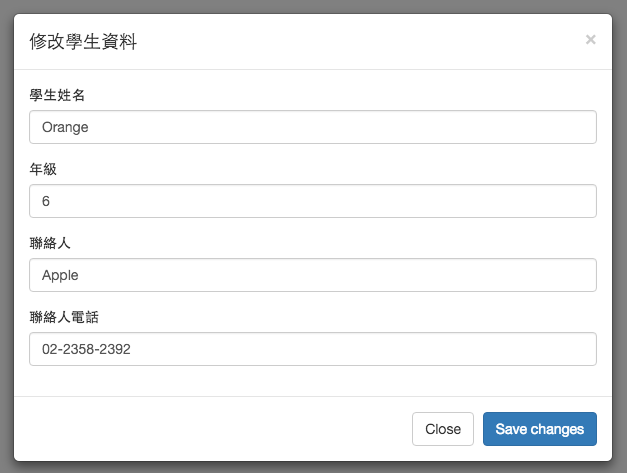 修改學生資料
×
學生姓名
Orange
年級
6
聯絡人
Apple
聯絡人電話
02-2358-2392
Close
Save changes